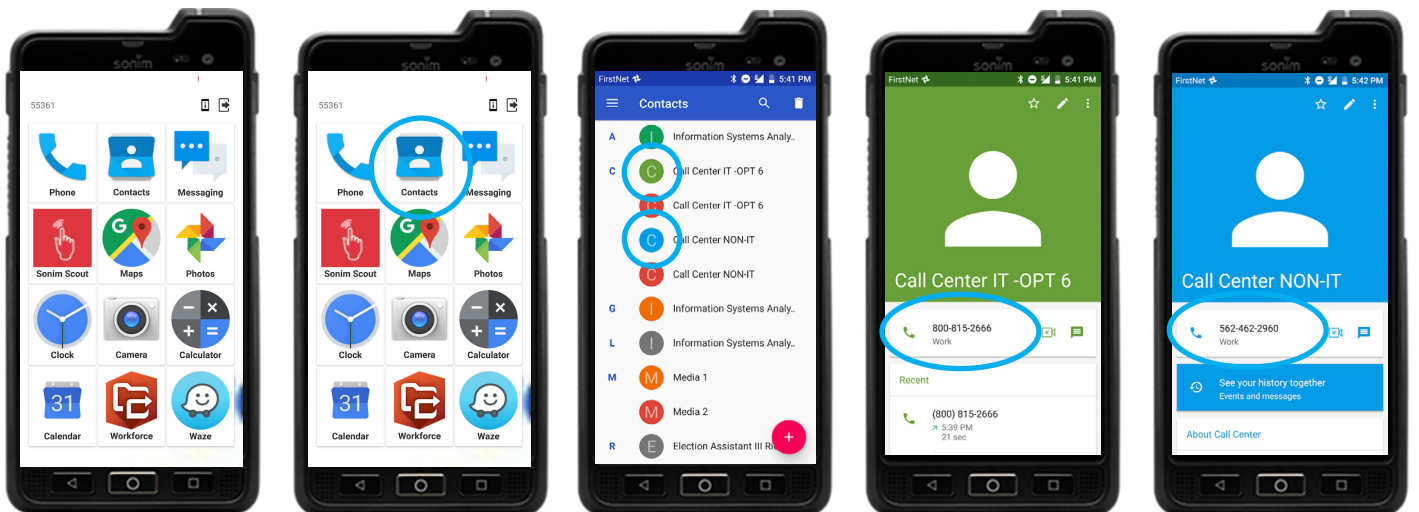 sonim
!
55361
Phone Contacts Messaging
Sonim Scout Maps Photos
Clock Camera Calculator
31
Calendar Workforce Waze
sonim
!
55361
Phone Contacts Messaging
Sonim Scout Maps Photos
Clock Camera Calculator
31
Calendar Workforce Waze
sonim
FirstNet 5:41 PM
Contacts
A I Information Systems Analy..
C C Call Center IT -OPT 6
C Call Center IT -OPT 6
C Call Center NON-IT
C Call Center NON-IT
G I Information Systems Analy..
L I Information Systems Analy..
M M Media 1
M Media 2
R E Election Assistant III
+
sonim
FirstNet 5:41 PM
Call Center IT -OPT 6
800-815-2666
Work
Recent
(800) 815-2666
5:39 PM
21 sec
sonim
FirstNet 5:42 PM
Call Center NON-IT
562-462-2960
Work
See your history together
Events and messages
About Call Center